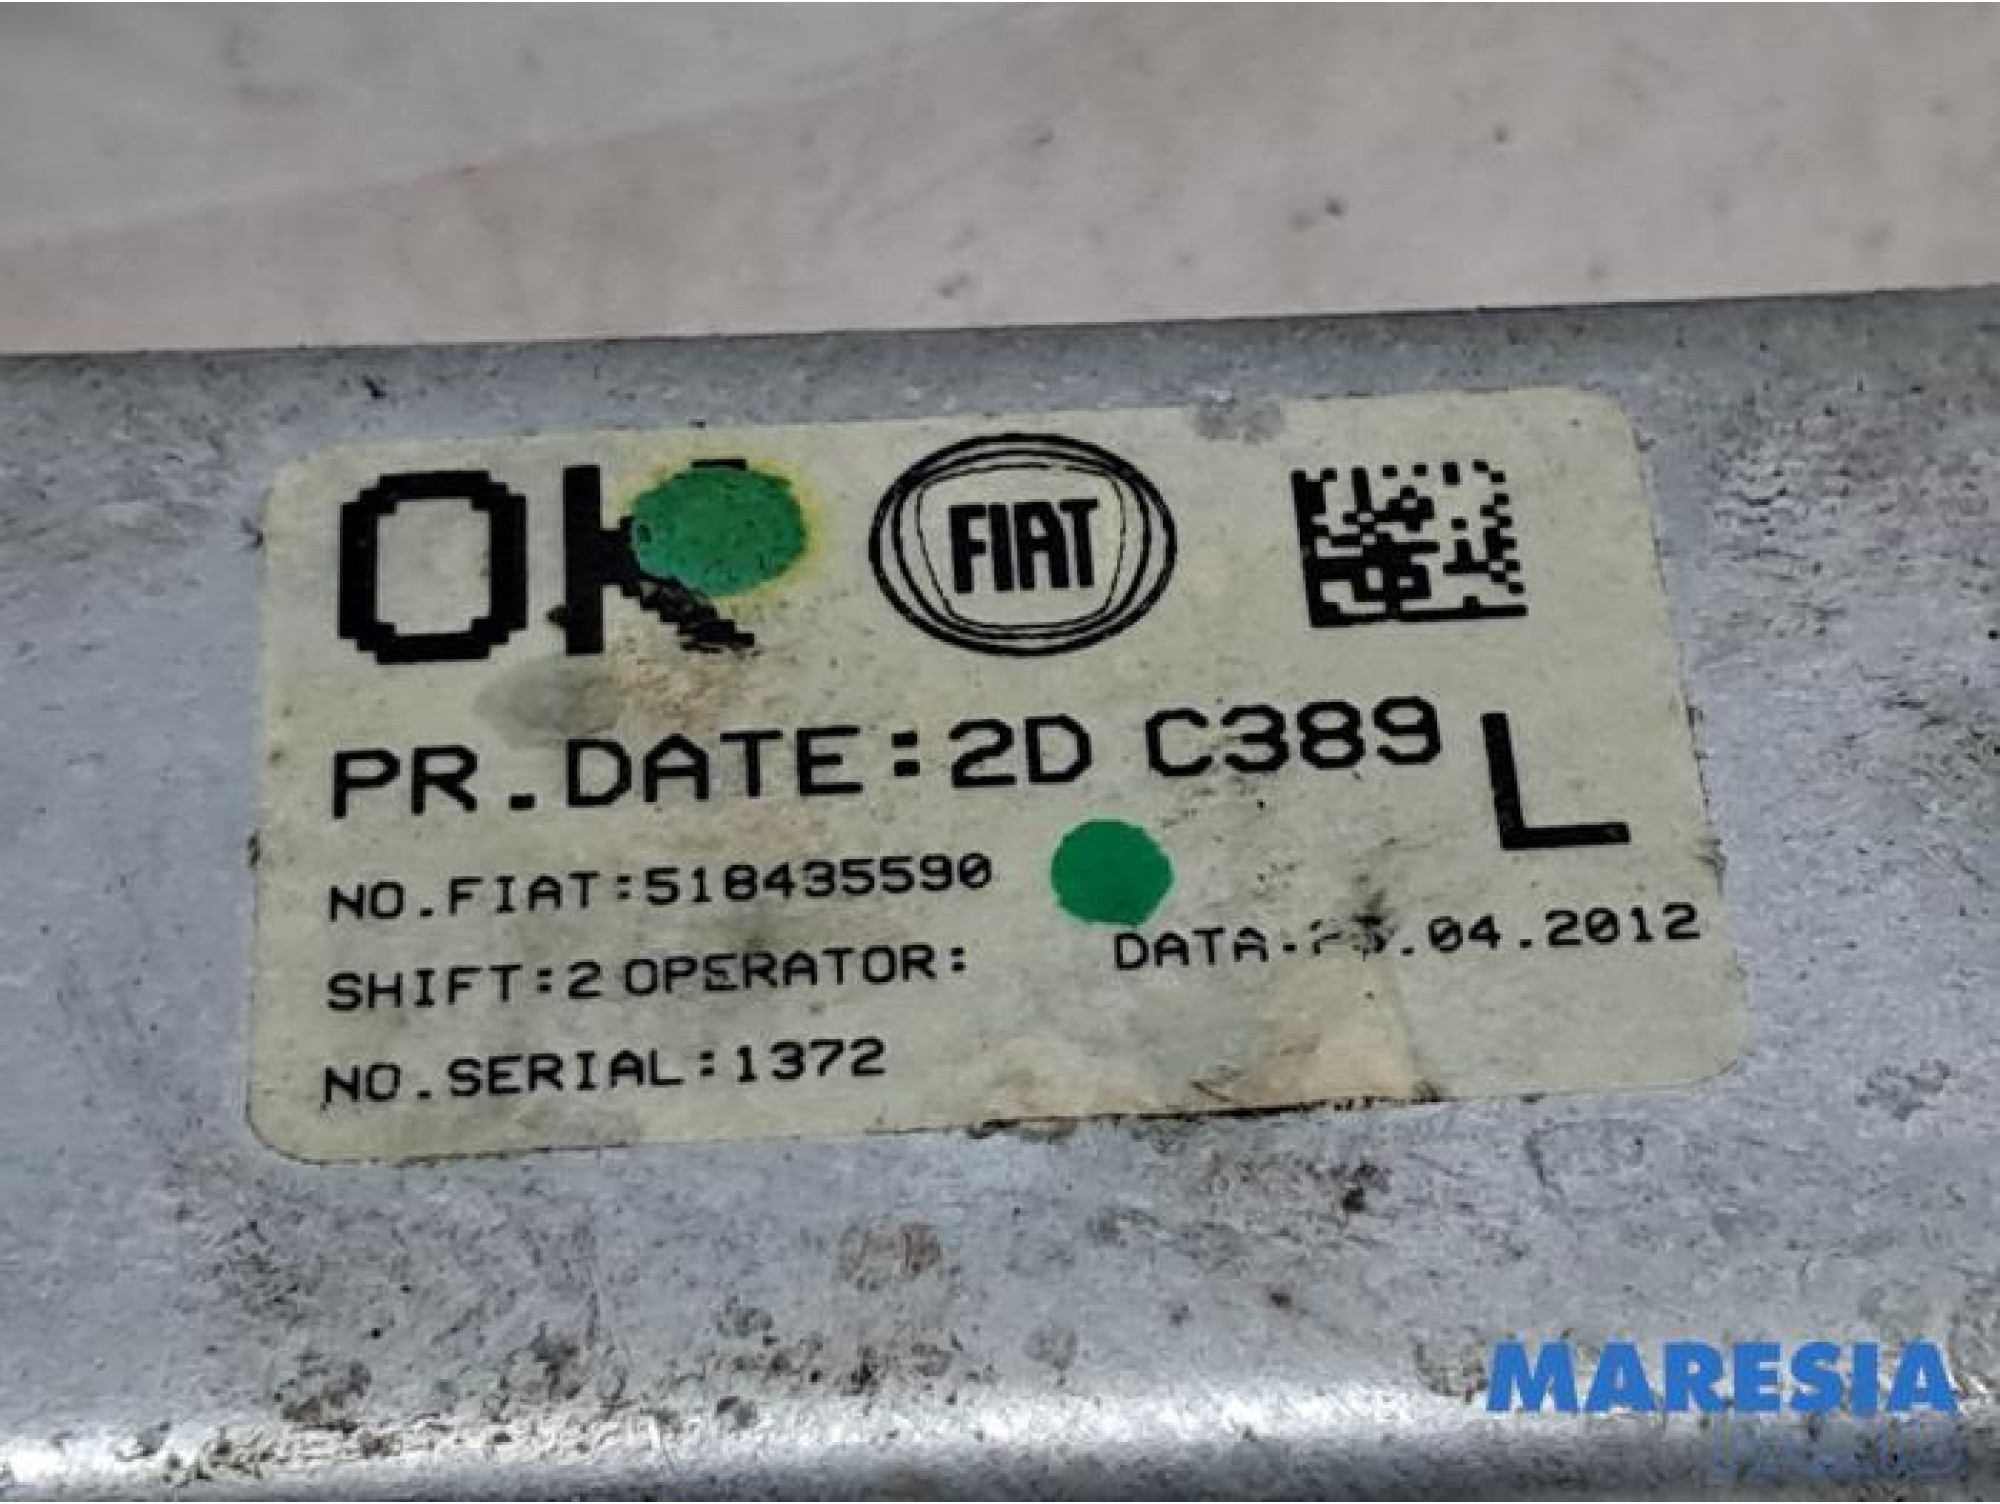 OK FIAT
PR.DATE:2D C389 L
NO.FIAT:518435590
SHIFT:2 OPERATOR: DATA
.04.2012
NO.SERIAL:1372
MARESIA
PARTS